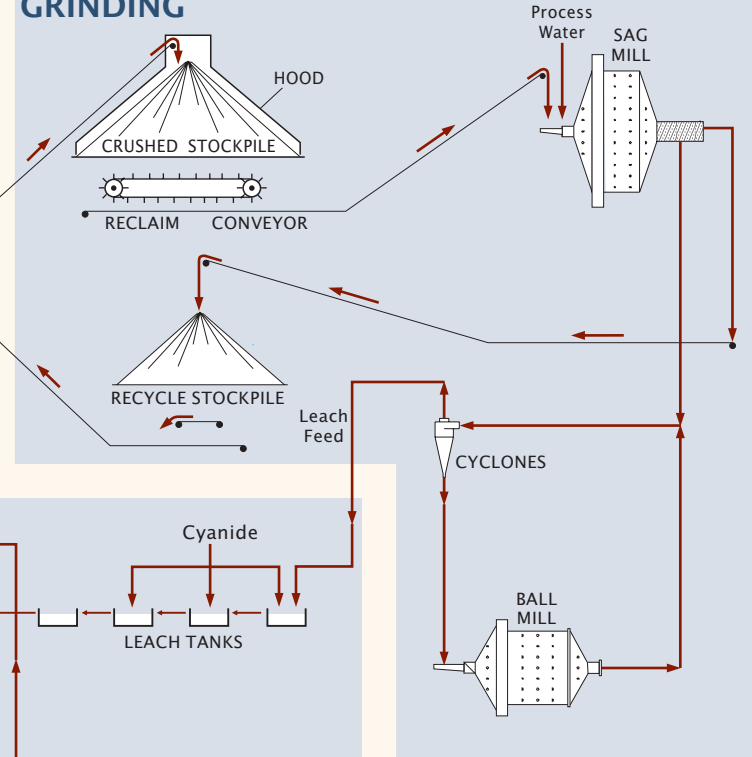 GRINDING
Process
Water
SAG
MILL
HOOD
CRUSHED STOCKPILE
RECLAIM CONVEYOR
RECYCLE STOCKPILE
Leach
Feed
CYCLONES
Cyanide
LEACH TANKS
BALL
MILL